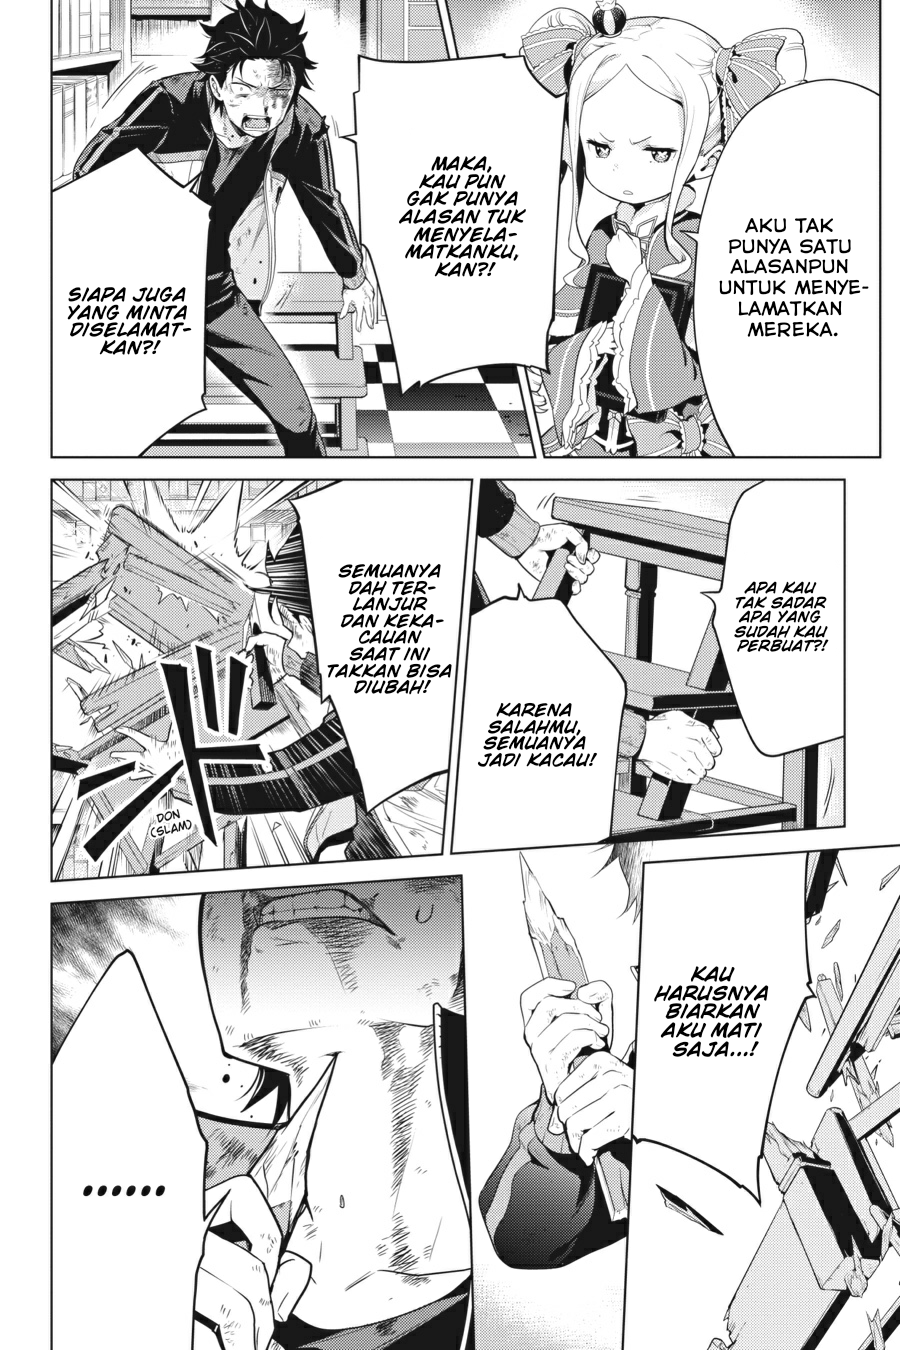 AKU TAK
PUNYA SATU
ALASANPUN
UNTUK MENYE-
LAMATKAN
MEREKA.
MAKA,
KAU PUN
GAK PUNYA
ALASAN TUK
MENYELA-
MATKANKU,
KAN?!
SIAPA JUGA
YANG MINTA
DISELAMAT-
KAN?!
APA KAU
TAK SADAR
APA YANG
SUDAH KAU
PERBUAT?!
KARENA
SALAHMU,
SEMUANYA
JADI KACAU!
SEMUANYA
DAH TER-
LANJUR
DAN KEKA-
CAUAN
SAAT INI
TAKKAN BISA
DIUBAH!
ドン
DON
(SLAM)
KAU
HARUSNYA
BIARKAN
AKU MATI
SAJA...!
......